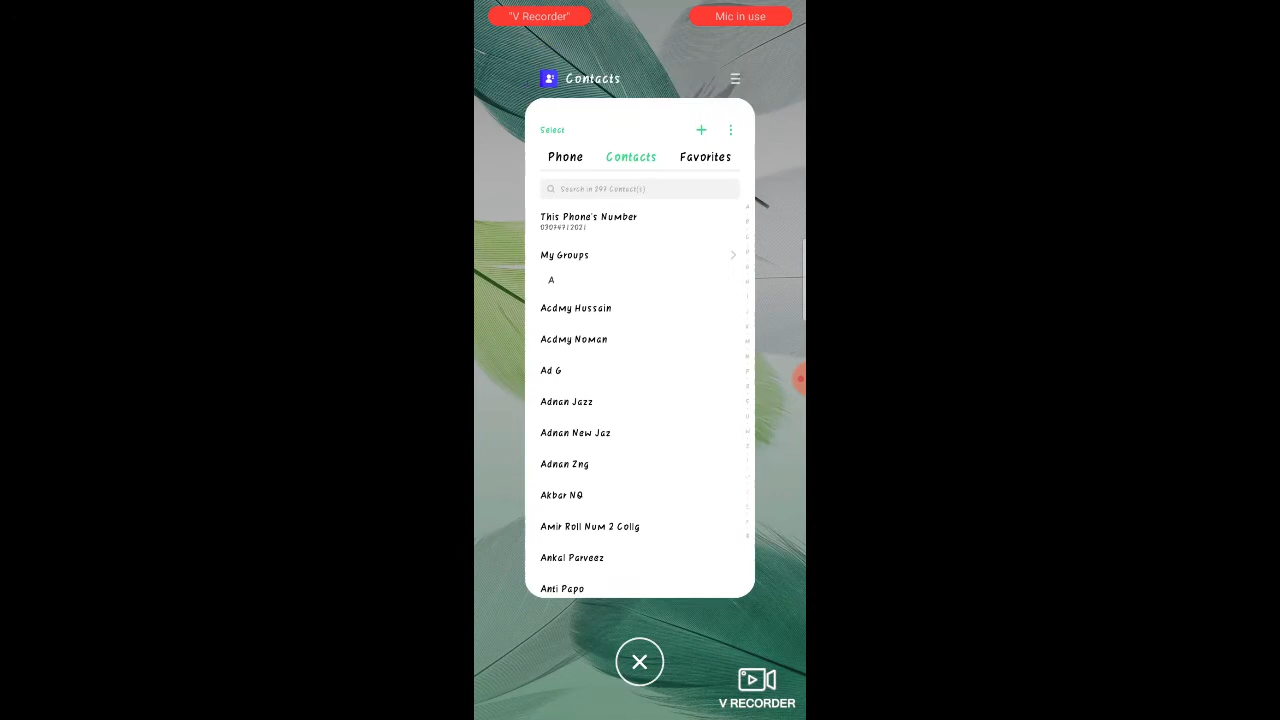 "V Recorder" Mic in use
Contacts
Select
Phone Contacts Favorites
Search in 297 Contact(s)
This Phone's Number
My Groups
A
Acdmy Hussain
Acdmy Noman
Ad G
Adnan Jazz
Adnan New Jaz
Adnan Zng
Akbar NQ
Amir Roll Num 2 Collg
Ankal Parveez
Anti Papo
V RECORDER